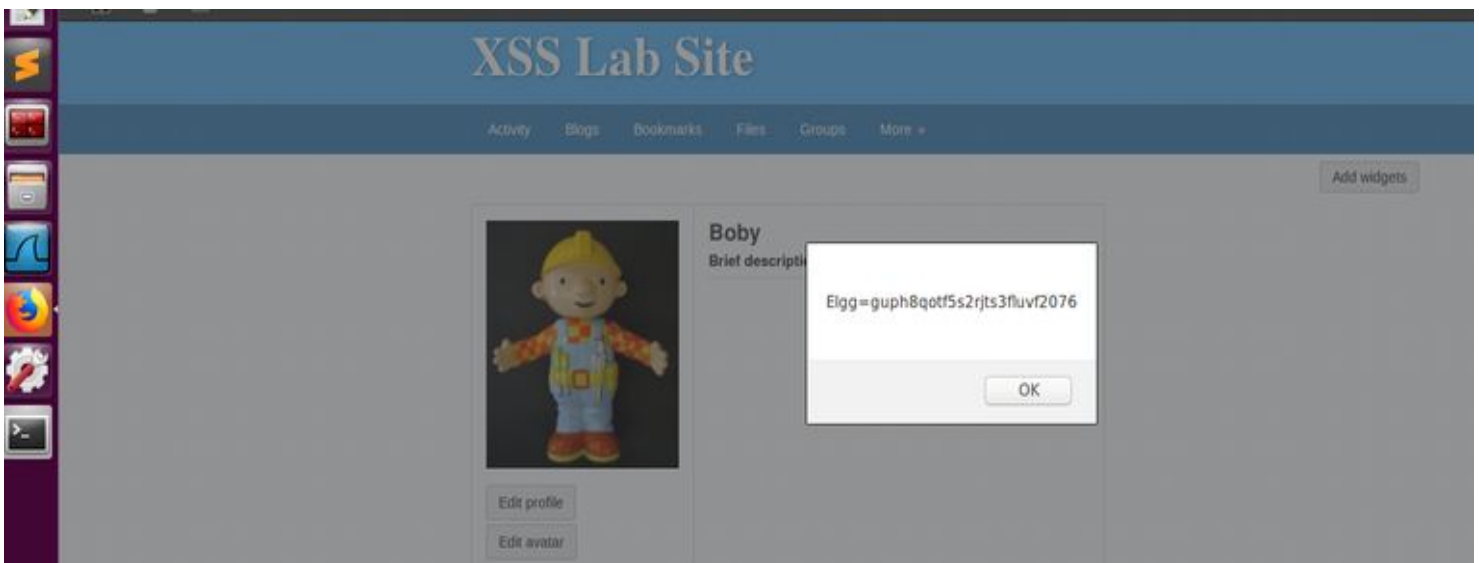 XSS Lab Site
Activity Blogs Bookmarks Files Groups More »
Add widgets
Boby
Brief descripti
Elgg=guph8qotf5s2rjts3fluvf2076
OK
Edit profile
Edit avatar